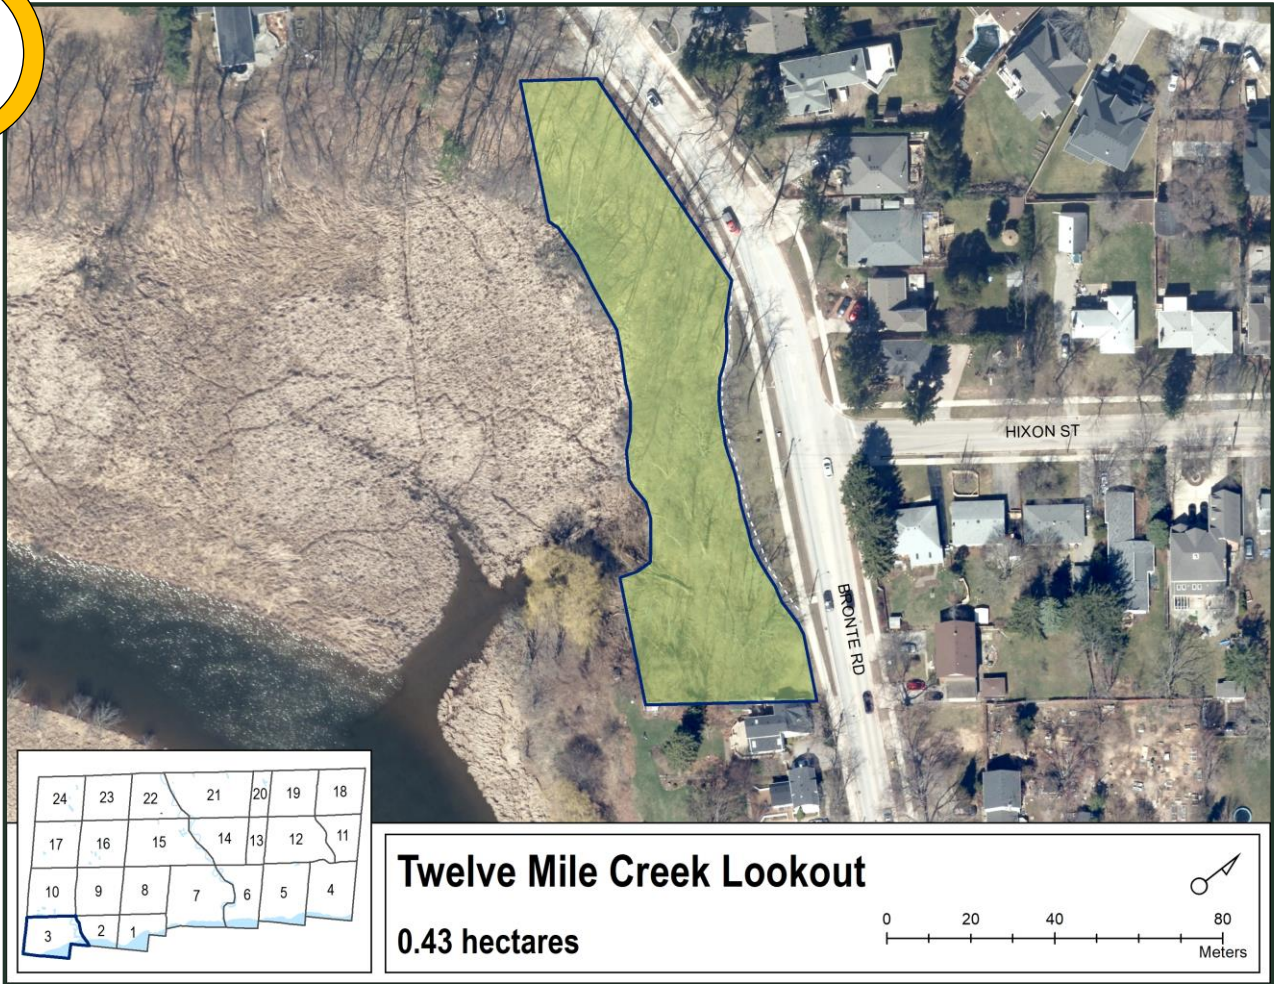 HIXON ST
BRONTE RD
24 23 22 21 20 19 18
17 16 15 14 13 12 11
10 9 8 7 6 5 4
3 2 1
Twelve Mile Creek Lookout
0.43 hectares
0 20 40 80
Meters